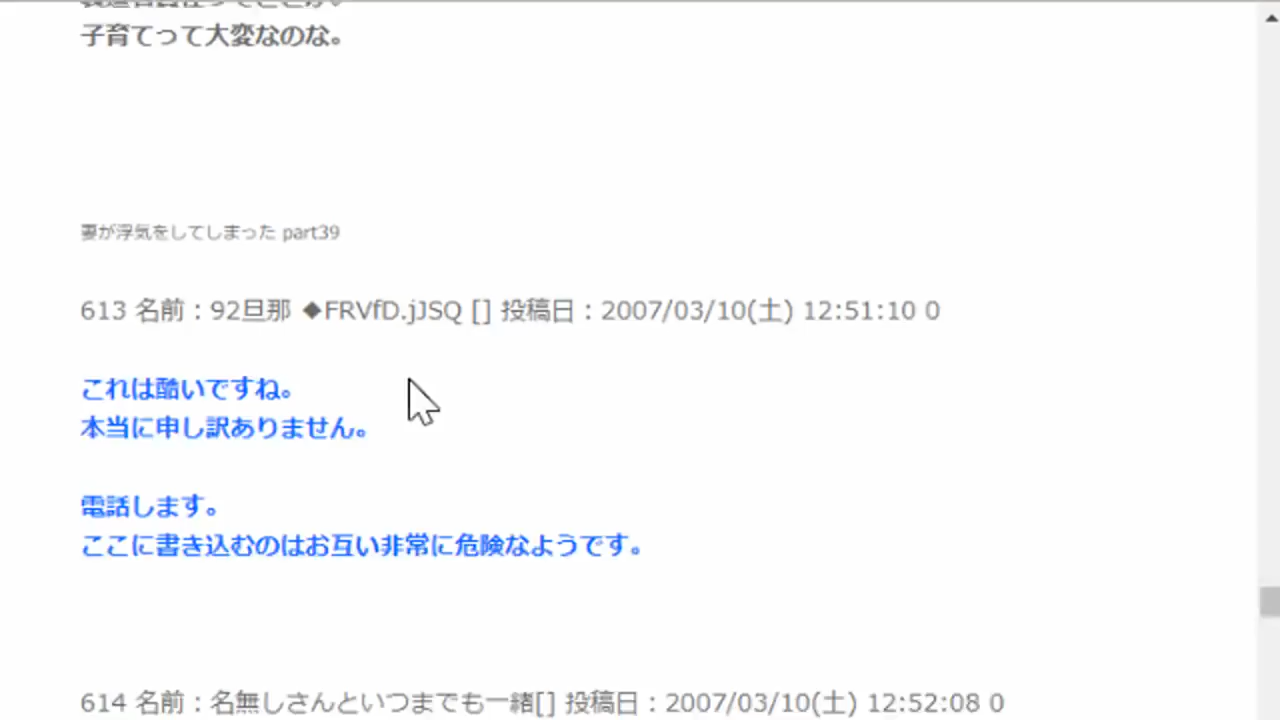 子育てって大変なのな。
妻が浮気をしてしまった part39
613 名前：92旦那 ◆FRVfD.jJSQ [] 投稿日：2007/03/10(土) 12:51:10 0
これは酷いですね。
本当に申し訳ありません。
電話します。
ここに書き込むのはお互い非常に危険なようです。
614 名前：名無しさんといつまでも一緒[] 投稿日：2007/03/10(土) 12:52:08 0